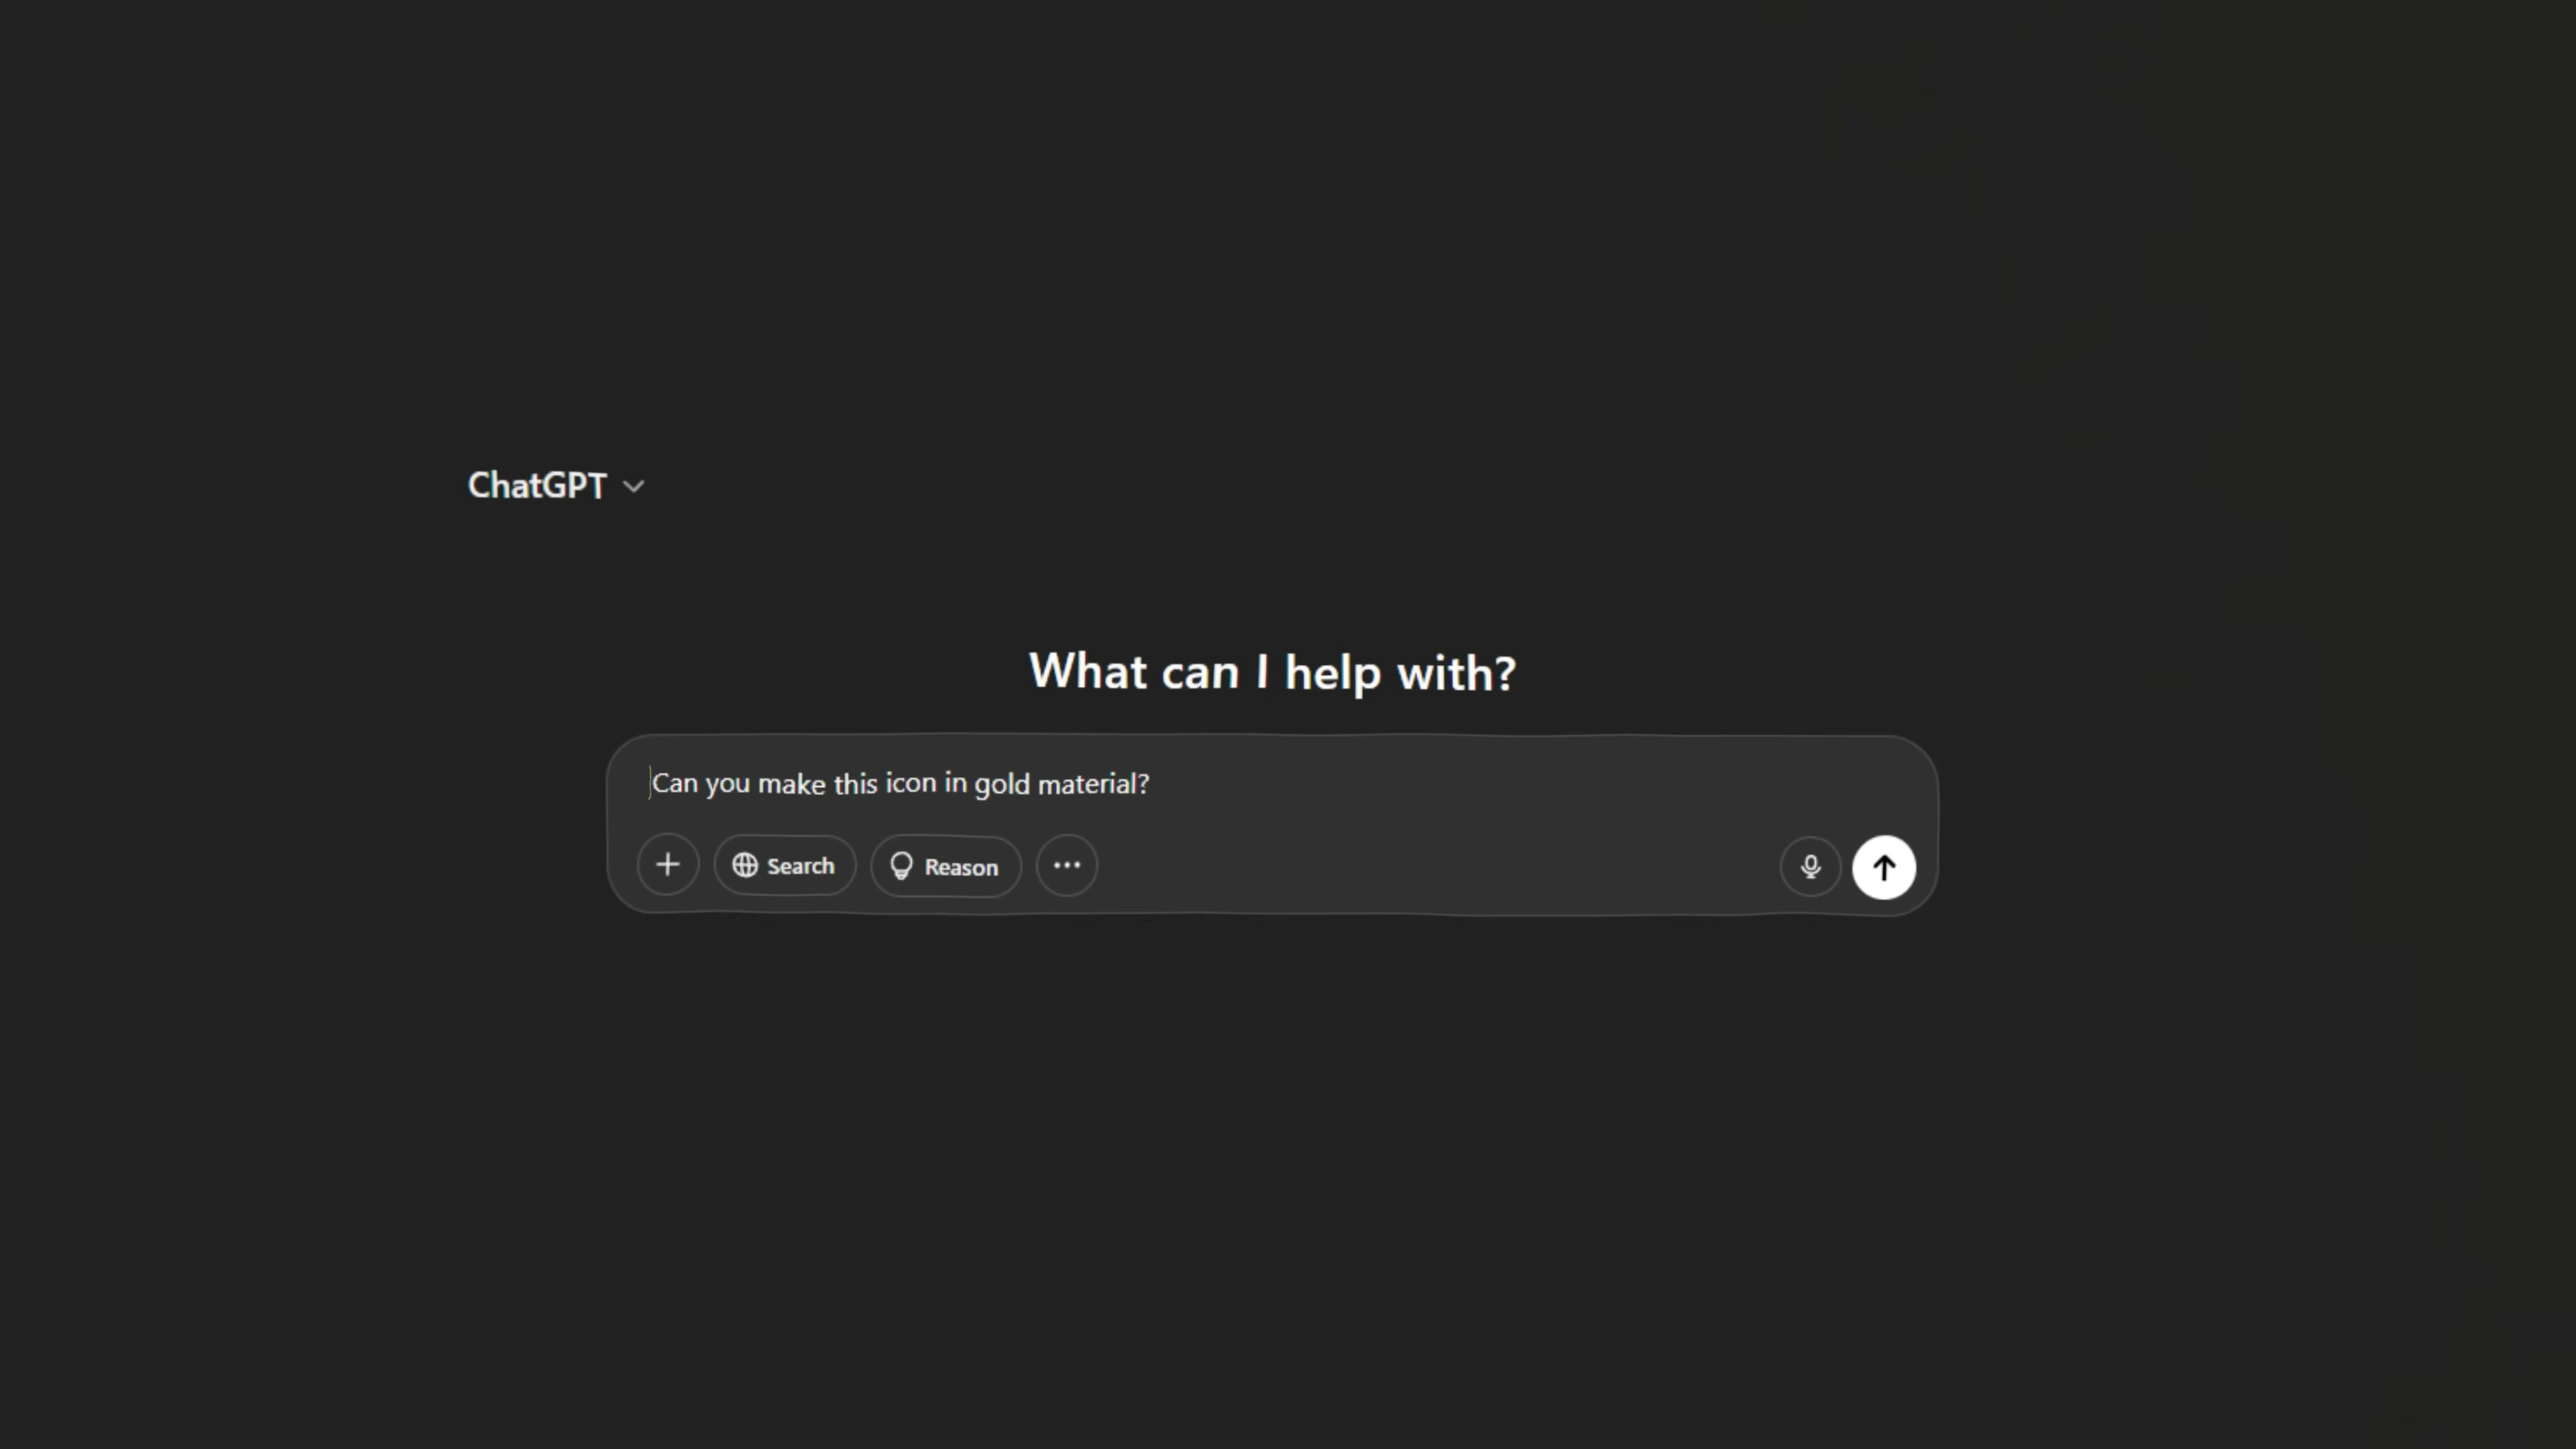 ChatGPT
What can I help with?
Can you make this icon in gold material?
Search
Reason